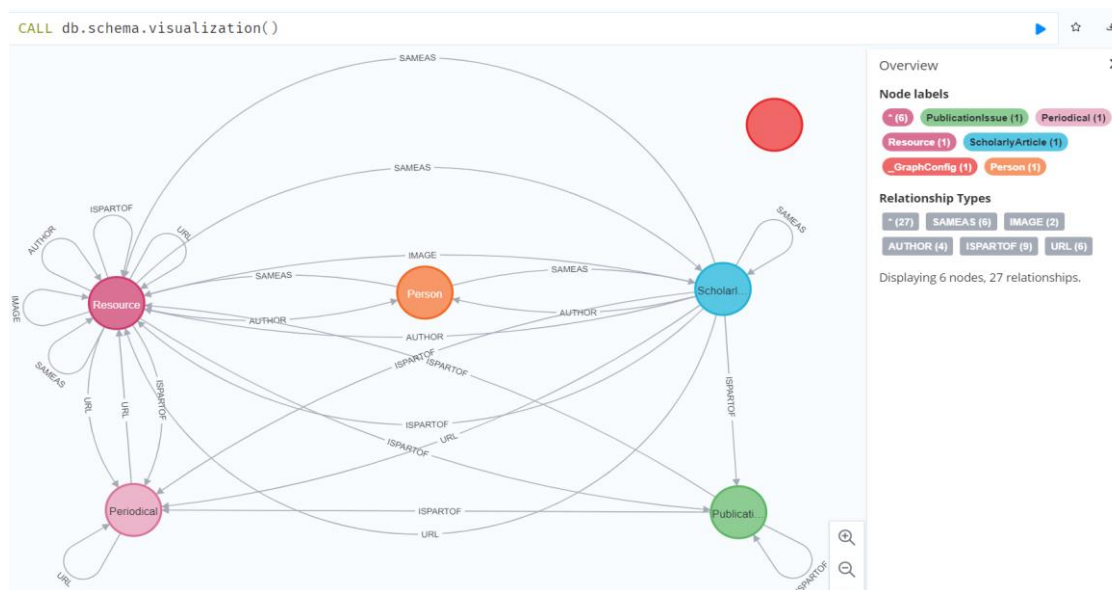 CALL db.schema.visualization()
SAMEAS
SAMEAS
ISPARTOF
AUTHOR
URL
SAMEAS
IMAGE
SAMEAS
SAMEAS
Person
Scholarl...
Resource
IMAGE
AUTHOR
AUTHOR
AUTHOR
SAMEAS
ISPARTOF
ISPARTOF
URL
URL
ISPARTOF
ISPARTOF
ISPARTOF
ISPARTOF
URL
Periodical
ISPARTOF
Publicati...
URL
URL
ISPARTOF
Overview
Node labels
* (6) PublicationIssue (1) Periodical (1)
Resource (1) ScholarlyArticle (1)
_GraphConfig (1) Person (1)
Relationship Types
* (27) SAMEAS (6) IMAGE (2)
AUTHOR (4) ISPARTOF (9) URL (6)
Displaying 6 nodes, 27 relationships.